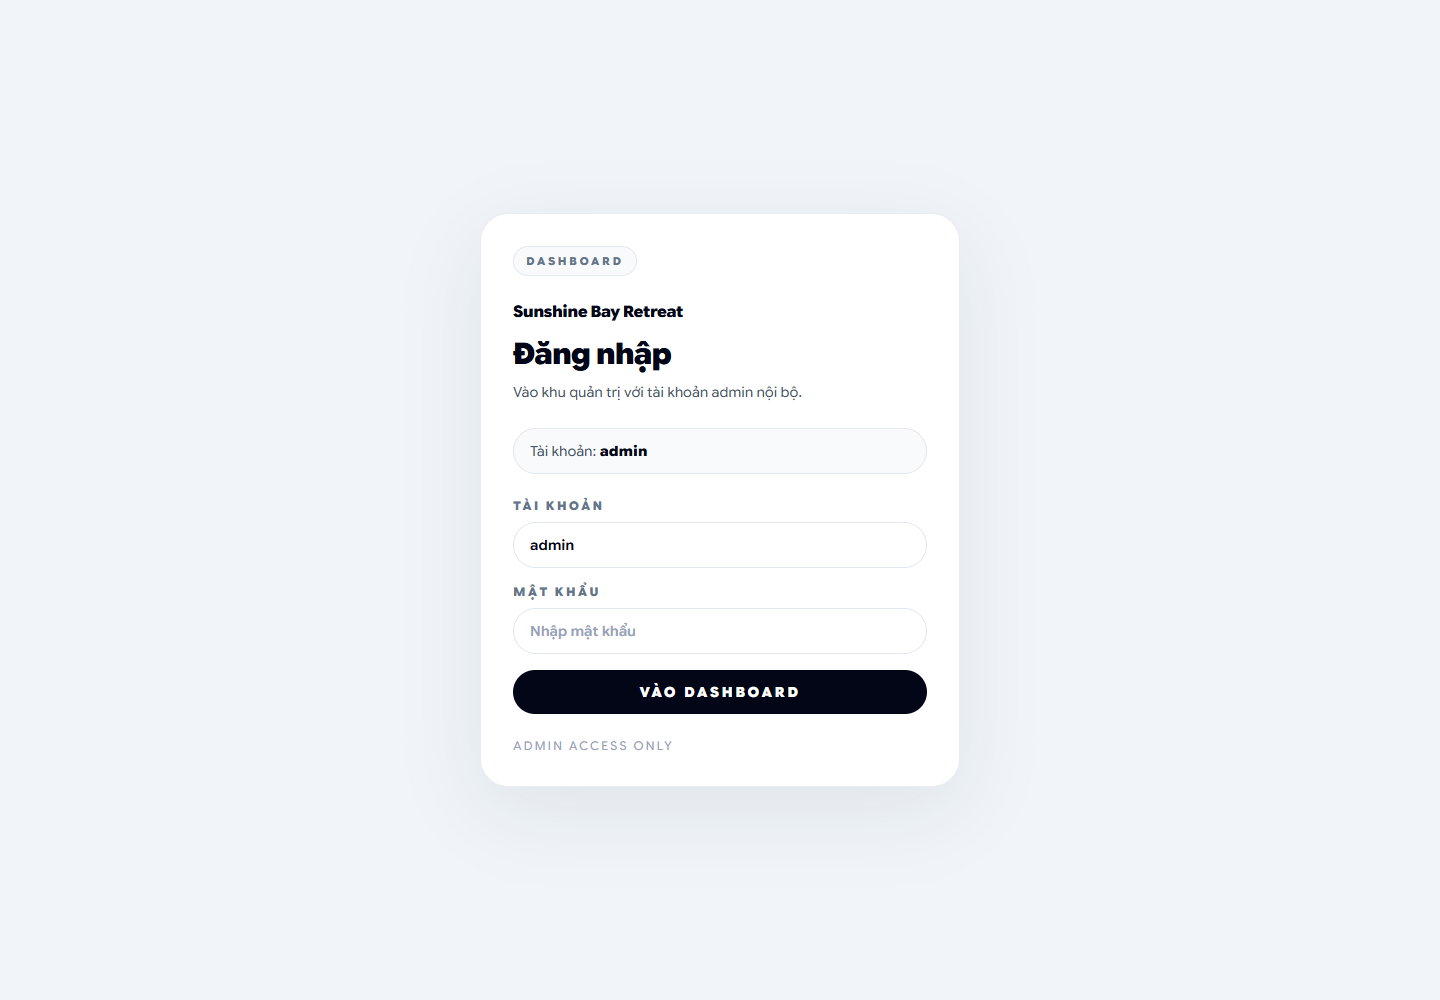 DASHBOARD
Sunshine Bay Retreat
Đăng nhập
Vào khu quản trị với tài khoản admin nội bộ.
Tài khoản: admin
TÀI KHOẢN
admin
MẬT KHẨU
Nhập mật khẩu
VÀO DASHBOARD
ADMIN ACCESS ONLY